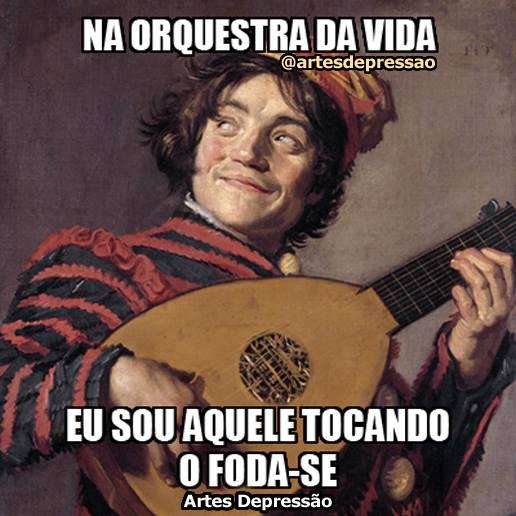 NA ORQUESTRA DA VIDA
@artesdepressao
EU SOU AQUELE TOCANDO
O FODA-SE
Artes Depressão